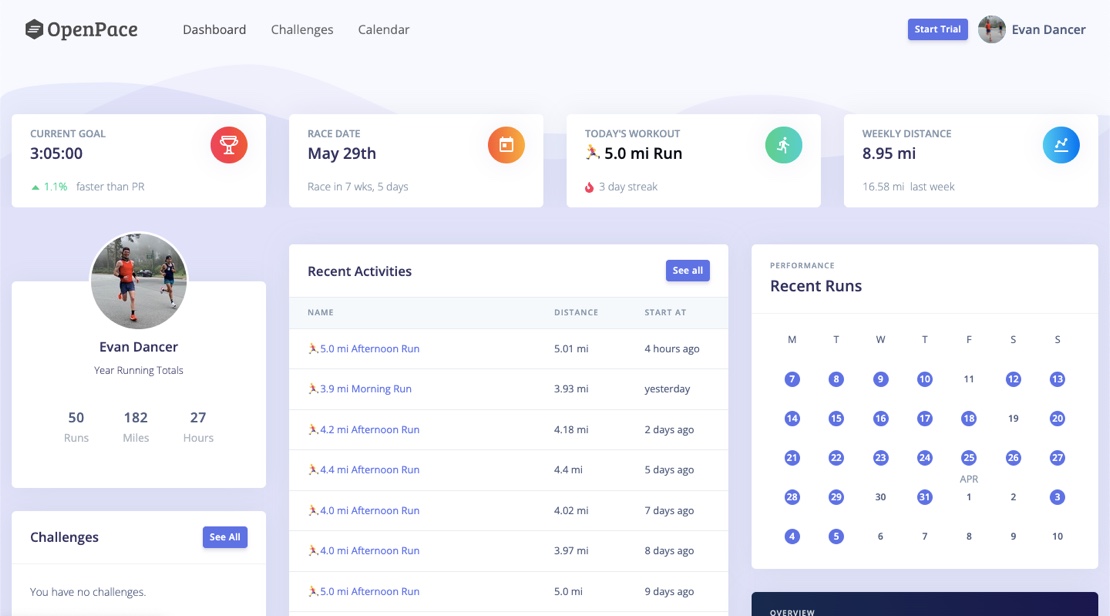 OpenPace Dashboard Challenges Calendar Start Trial Evan Dancer
CURRENT GOAL
3:05:00
1.1% faster than PR
RACE DATE
May 29th
Race in 7 wks, 5 days
TODAY'S WORKOUT
5.0 mi Run
3 day streak
WEEKLY DISTANCE
8.95 mi
16.58 mi last week
Evan Dancer
Year Running Totals
50 182 27
Runs Miles Hours
Challenges See All
You have no challenges.
Recent Activities See all
NAME DISTANCE START AT
5.0 mi Afternoon Run 5.01 mi 4 hours ago
3.9 mi Morning Run 3.93 mi yesterday
4.2 mi Afternoon Run 4.18 mi 2 days ago
4.4 mi Afternoon Run 4.4 mi 5 days ago
4.0 mi Afternoon Run 4.02 mi 7 days ago
4.0 mi Afternoon Run 3.97 mi 8 days ago
5.0 mi Afternoon Run 5.0 mi 9 days ago
PERFORMANCE
Recent Runs
M T W T F S S
7 8 9 10 11 12 13
14 15 16 17 18 19 20
21 22 23 24 25 26 27
APR
28 29 30 31 1 2 3
4 5 6 7 8 9 10
OVERVIEW